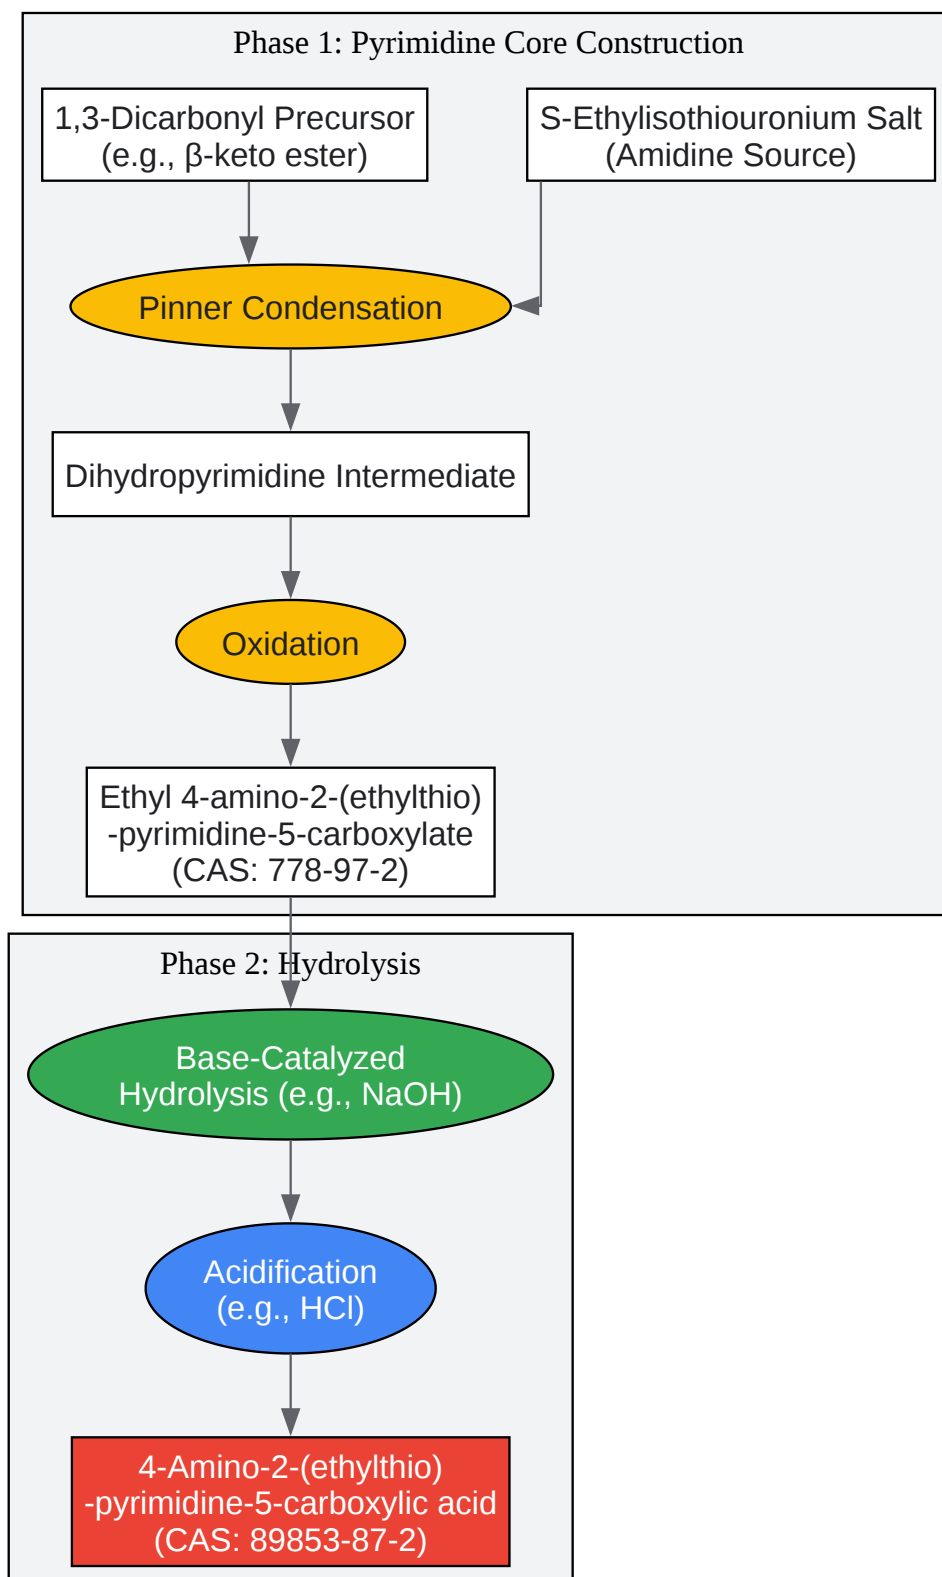 Phase 1: Pyrimidine Core Construction
1,3-Dicarbonyl Precursor
(e.g., β-keto ester)
S-Ethylisothiouronium Salt
(Amidine Source)
Pinner Condensation
Dihydropyrimidine Intermediate
Oxidation
Ethyl 4-amino-2-(ethylthio)
-pyrimidine-5-carboxylate
(CAS: 778-97-2)
Phase 2: Hydrolysis
Base-Catalyzed
Hydrolysis (e.g., NaOH)
Acidification
(e.g., HCl)
4-Amino-2-(ethylthio)
-pyrimidine-5-carboxylic acid
(CAS: 89853-87-2)